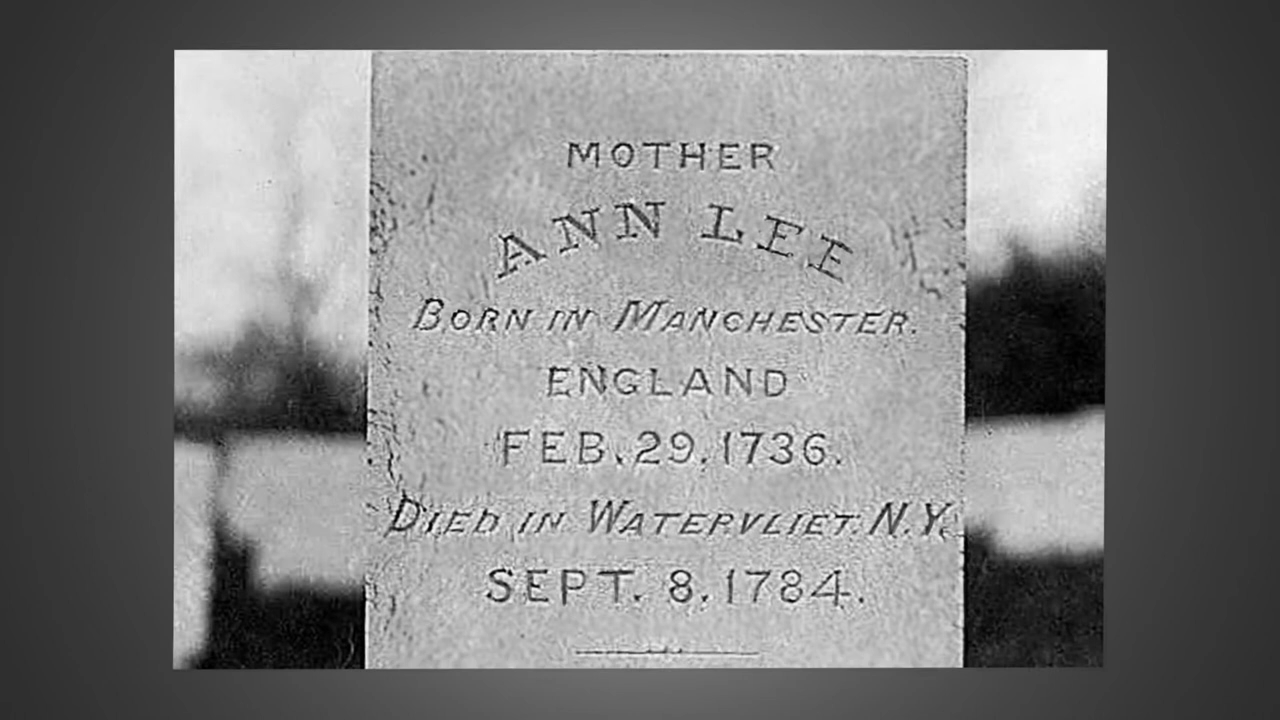 MOTHER
ANN LEE
BORN IN MANCHESTER.
ENGLAND
FEB. 29. 1736.
DIED IN WATERVLIET. N.Y.
SEPT. 8. 1784.